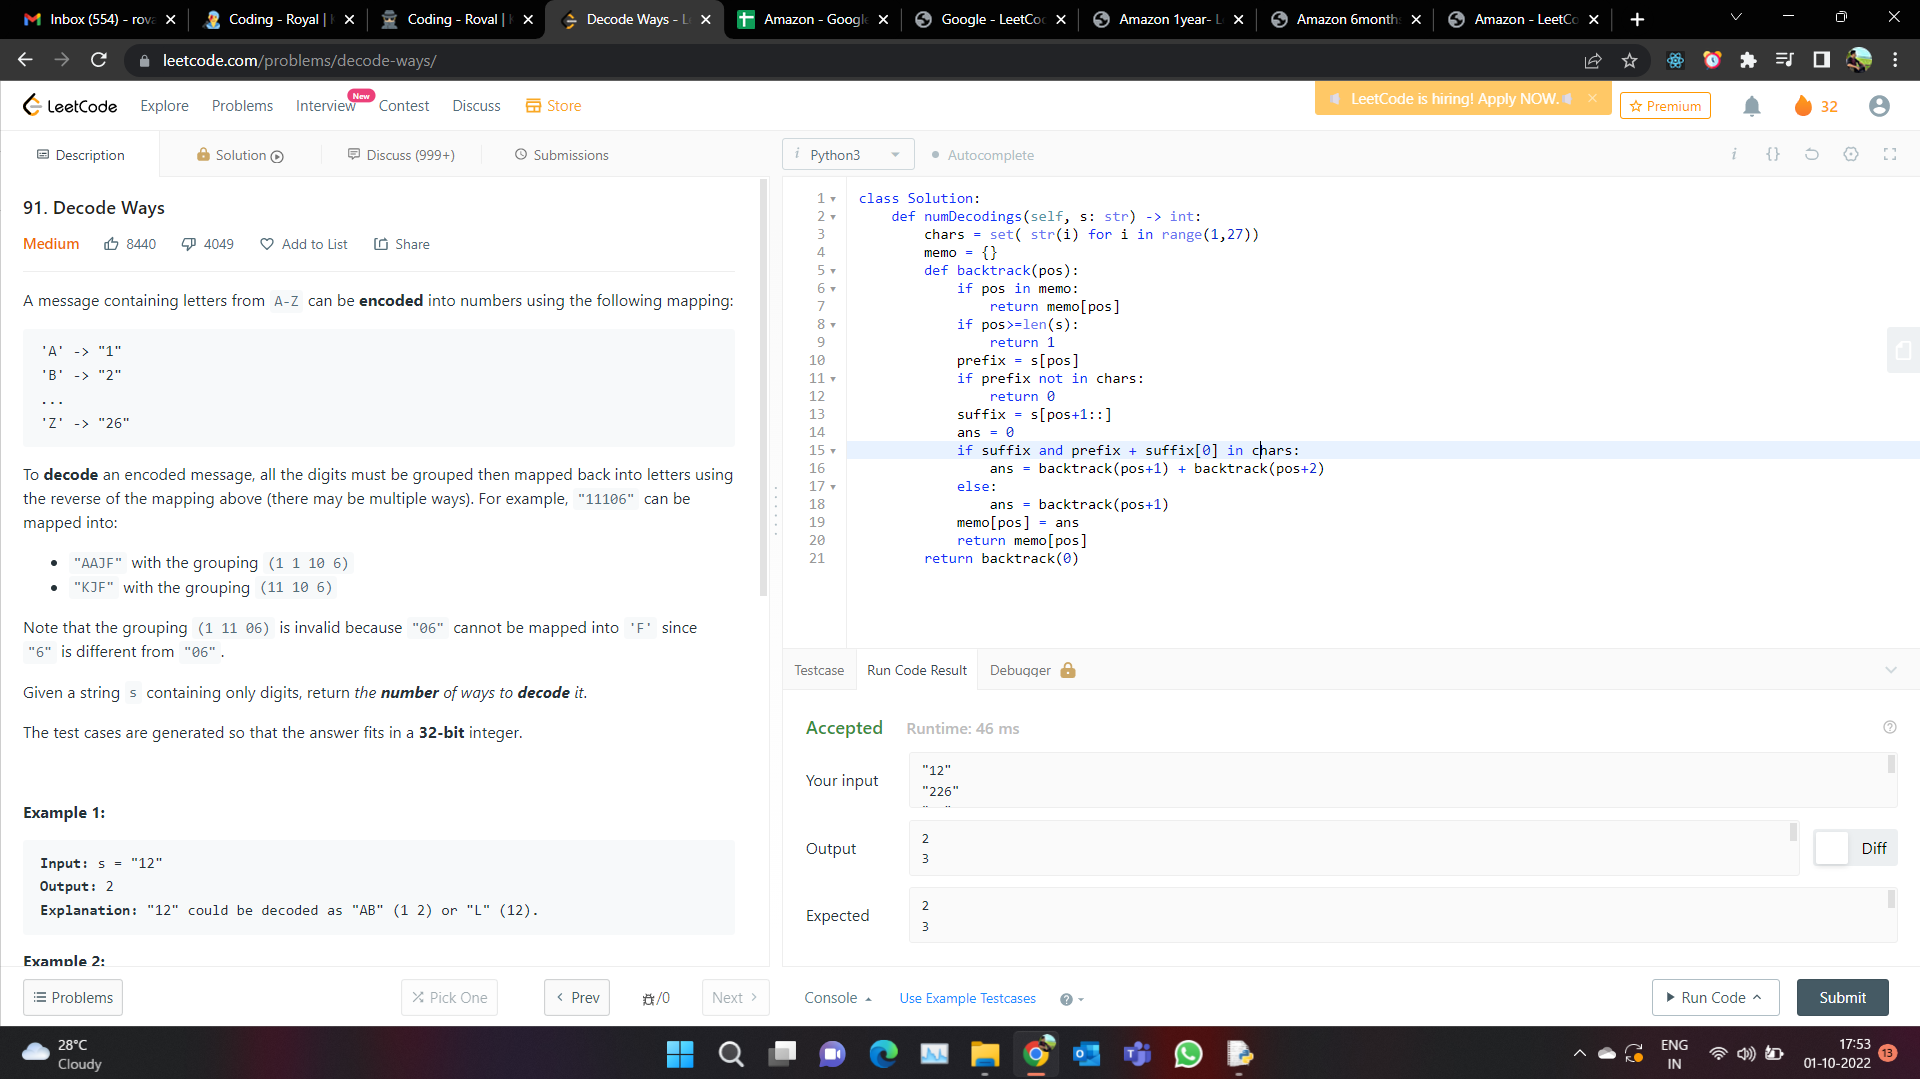 Inbox (554) - rova
Coding - Royal |
Coding - Royal |
Decode Ways - L
Amazon - Google
Google - LeetCo
Amazon 1year- L
Amazon 6month
Amazon - LeetCo
leetcode.com/problems/decode-ways/
LeetCode
Explore
Problems
Interview
New
Contest
Discuss
Store
LeetCode is hiring! Apply NOW.
Premium
32
Description
Solution
Discuss (999+)
Submissions
i Python3
Autocomplete
91. Decode Ways
Medium
8440
4049
Add to List
Share
A message containing letters from A-Z can be encoded into numbers using the following mapping:
'A' -> "1"
'B' -> "2"
...
'Z' -> "26"
To decode an encoded message, all the digits must be grouped then mapped back into letters using
the reverse of the mapping above (there may be multiple ways). For example, "11106" can be
mapped into:
"AAJF" with the grouping (1 1 10 6)
"KJF" with the grouping (11 10 6)
Note that the grouping (1 11 06) is invalid because "06" cannot be mapped into 'F' since
"6" is different from "06".
Given a string s containing only digits, return the number of ways to decode it.
The test cases are generated so that the answer fits in a 32-bit integer.
Example 1:
Input: s = "12"
Output: 2
Explanation: "12" could be decoded as "AB" (1 2) or "L" (12).
Example 2:
1 class Solution:
2 def numDecodings(self, s: str) -> int:
3 chars = set( str(i) for i in range(1,27))
4 memo = {}
5 def backtrack(pos):
6 if pos in memo:
7 return memo[pos]
8 if pos>=len(s):
9 return 1
10 prefix = s[pos]
11 if prefix not in chars:
12 return 0
13 suffix = s[pos+1::]
14 ans = 0
15 if suffix and prefix + suffix[0] in chars:
16 ans = backtrack(pos+1) + backtrack(pos+2)
17 else:
18 ans = backtrack(pos+1)
19 memo[pos] = ans
20 return memo[pos]
21 return backtrack(0)
Testcase
Run Code Result
Debugger
Accepted
Runtime: 46 ms
Your input
"12"
"226"
Output
2
3
Diff
Expected
2
3
Problems
Pick One
Prev
/0
Next
Console
Use Example Testcases
Run Code
Submit
28°C
Cloudy
ENG
IN
17:53
01-10-2022
13